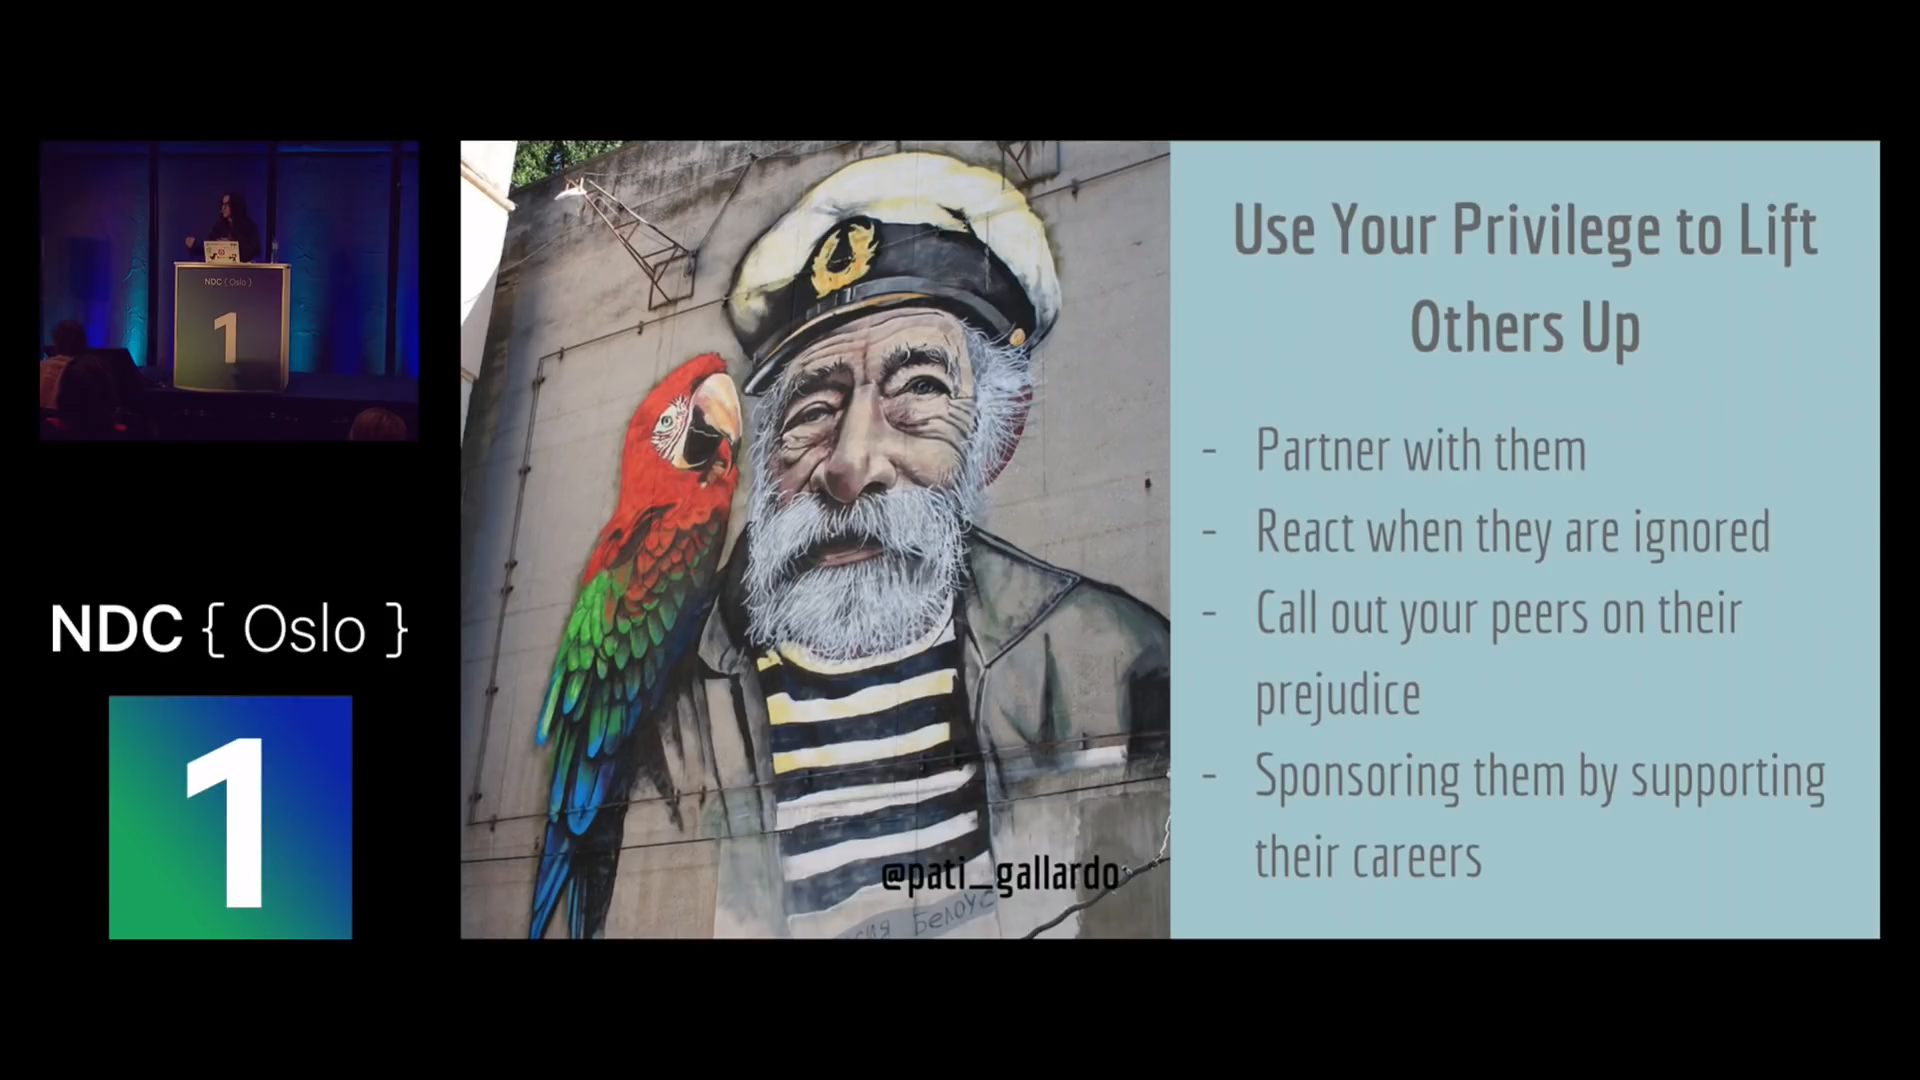 NDC { Oslo }
1
NDC { Oslo }
1
@pati_gallardo
Белоус
Use Your Privilege to Lift
Others Up
- Partner with them
- React when they are ignored
- Call out your peers on their
prejudice
- Sponsoring them by supporting
their careers